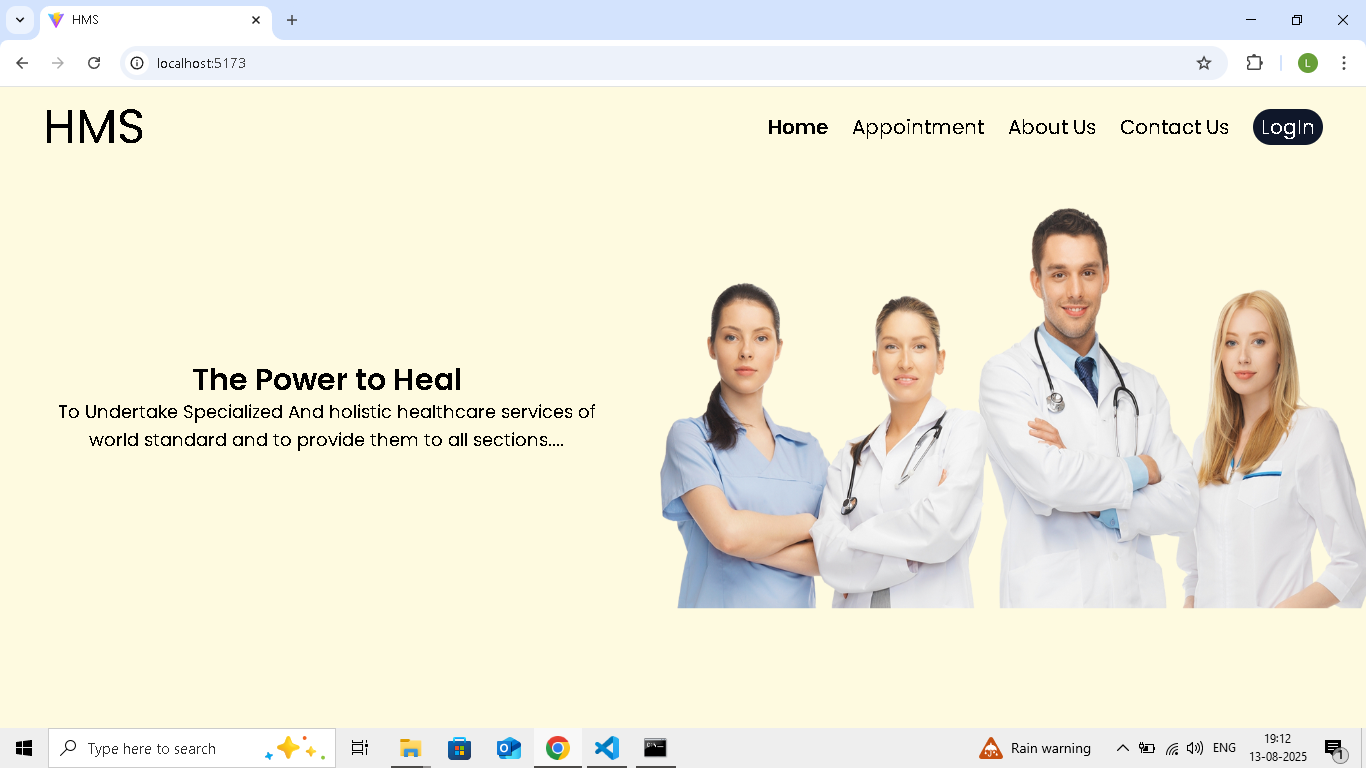 HMS
localhost:5173
L
HMS
Home Appointment About Us Contact Us LogIn
The Power to Heal
To Undertake Specialized And holistic healthcare services of
world standard and to provide them to all sections....
Type here to search
Rain warning
ENG
19:12
13-08-2025
1